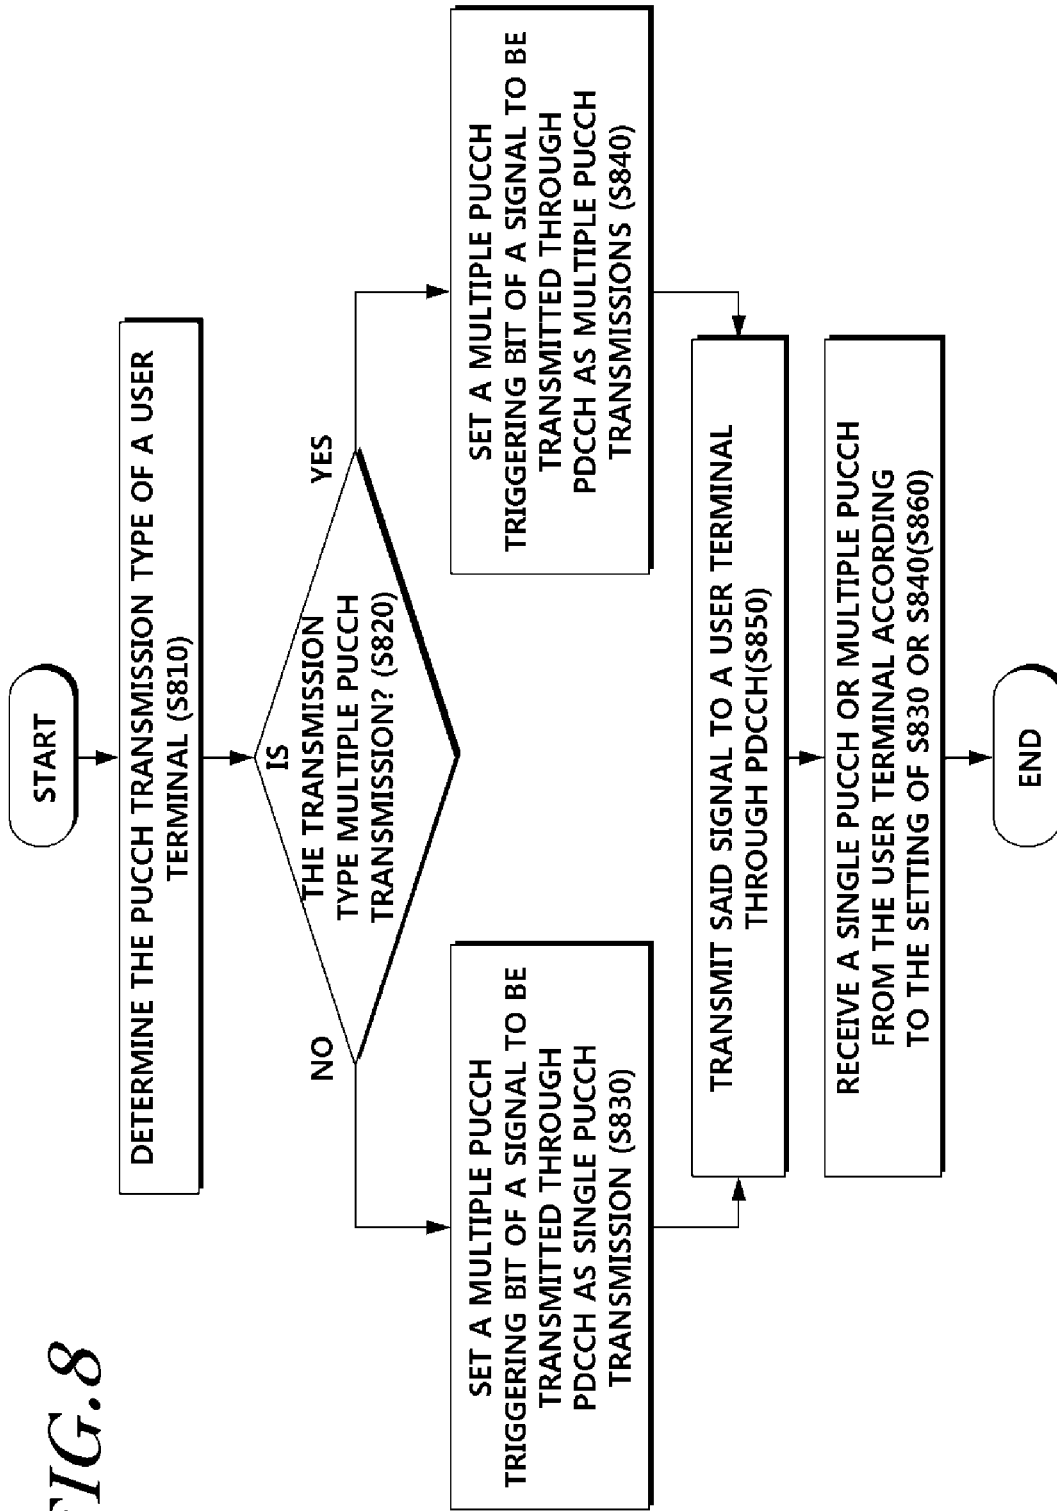 FIG.8
START
DETERMINE THE PUCCH TRANSMISSION TYPE OF A USER
TERMINAL (S810)
IS
THE TRANSMISSION
TYPE MULTIPLE PUCCH
TRANSMISSION? (S820)
NO
YES
SET A MULTIPLE PUCCH
TRIGGERING BIT OF A SIGNAL TO BE
TRANSMITTED THROUGH
PDCCH AS SINGLE PUCCH
TRANSMISSION (S830)
SET A MULTIPLE PUCCH
TRIGGERING BIT OF A SIGNAL TO BE
TRANSMITTED THROUGH
PDCCH AS MULTIPLE PUCCH
TRANSMISSIONS (S840)
TRANSMIT SAID SIGNAL TO A USER TERMINAL
THROUGH PDCCH(S850)
RECEIVE A SINGLE PUCCH OR MULTIPLE PUCCH
FROM THE USER TERMINAL ACCORDING
TO THE SETTING OF S830 OR S840(S860)
END